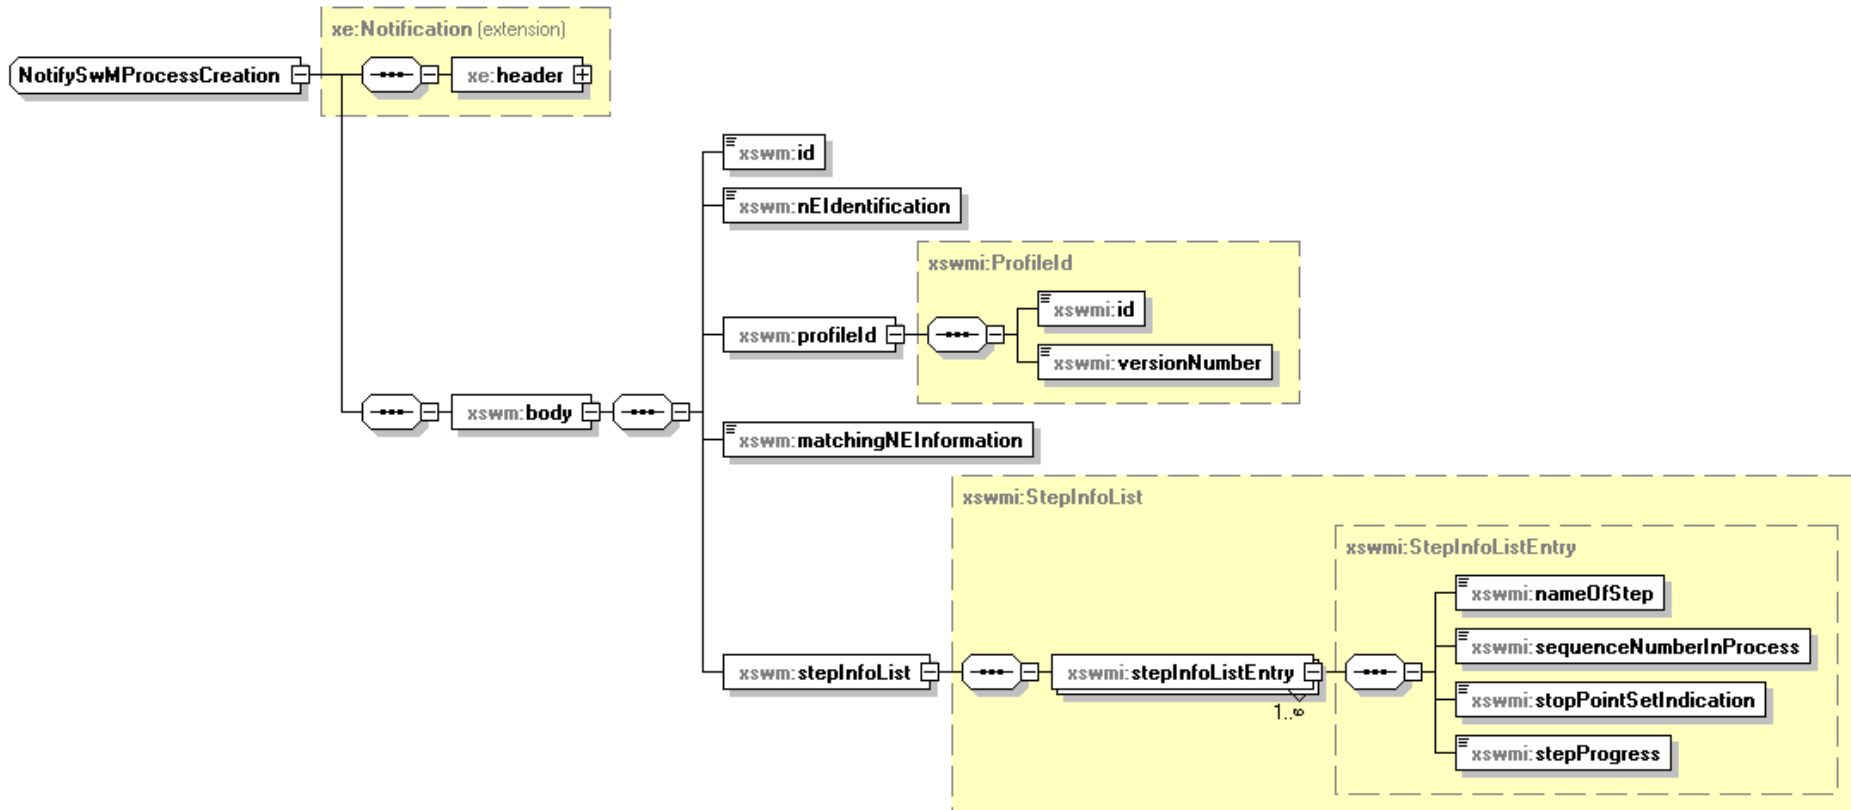 xe:Notification (extension)
NotifySwMProcessCreation
xe:header
xswm:id
xswm:nEIdentification
xswmi:ProfileId
xswmi:id
xswm:profileId
xswmi:versionNumber
xswm:body
xswm:matchingNEInformation
xswmi:StepInfoList
xswmi:StepInfoListEntry
xswmi:nameOfStep
xswmi:sequenceNumberInProcess
xswm:stepInfoList
xswmi:stepInfoListEntry
1..∞
xswmi:stopPointSetIndication
xswmi:stepProgress